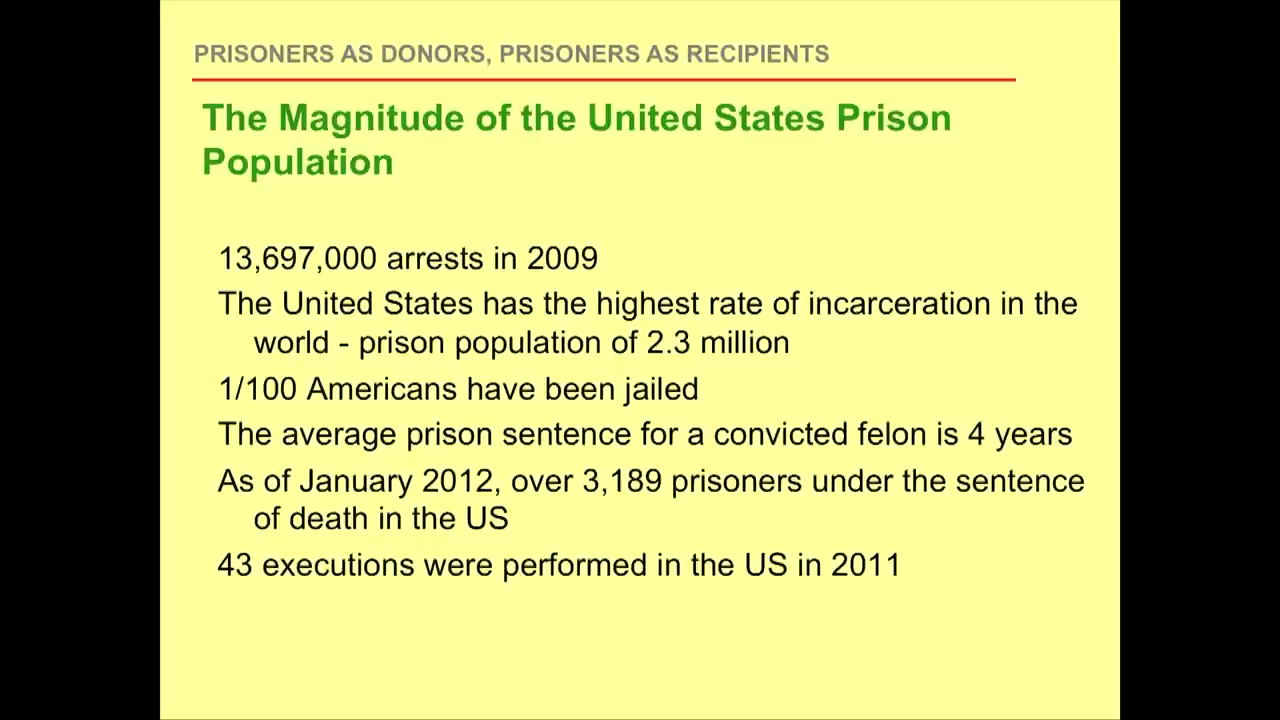 PRISONERS AS DONORS, PRISONERS AS RECIPIENTS
The Magnitude of the United States Prison
Population
13,697,000 arrests in 2009
The United States has the highest rate of incarceration in the
world - prison population of 2.3 million
1/100 Americans have been jailed
The average prison sentence for a convicted felon is 4 years
As of January 2012, over 3,189 prisoners under the sentence
of death in the US
43 executions were performed in the US in 2011